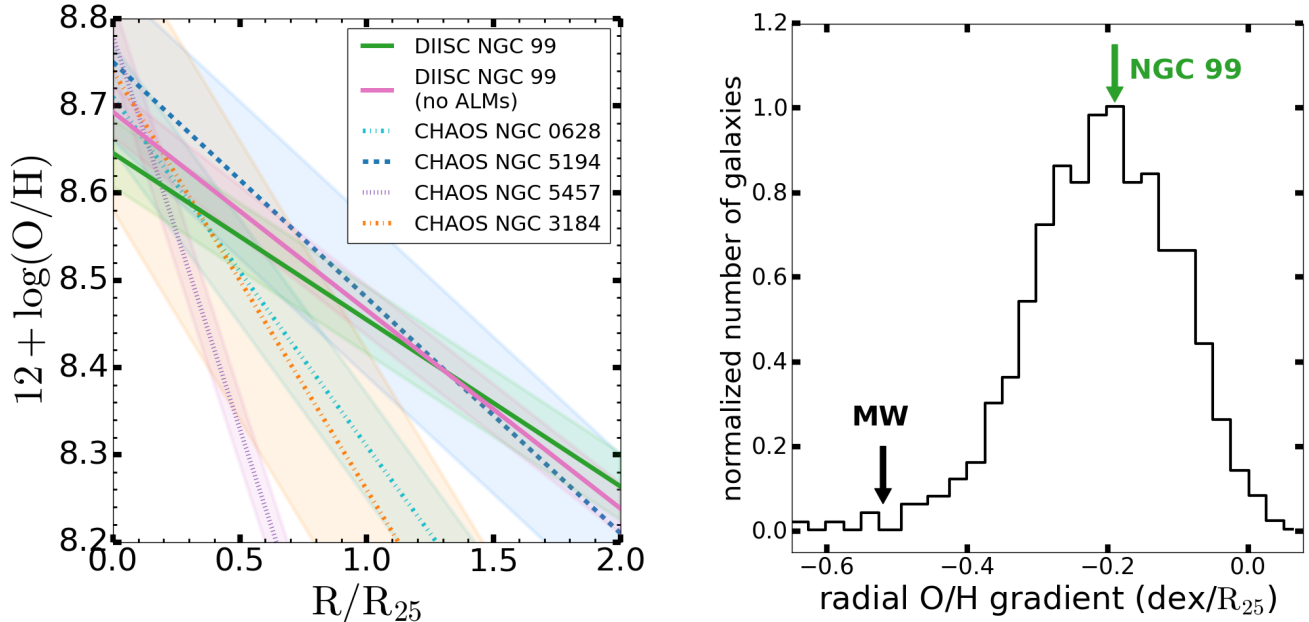 8.8
8.7
8.6
8.5
8.4
8.3
8.2
12 + log(O/H)
0.0 0.5 1.0 1.5 2.0
R/R25
DIISC NGC 99
DIISC NGC 99
(no ALMs)
CHAOS NGC 0628
CHAOS NGC 5194
CHAOS NGC 5457
CHAOS NGC 3184
1.2
1.0
0.8
0.6
0.4
0.2
0.0
normalized number of galaxies
NGC 99
MW
−0.6 −0.4 −0.2 0.0
radial O/H gradient (dex/R25)